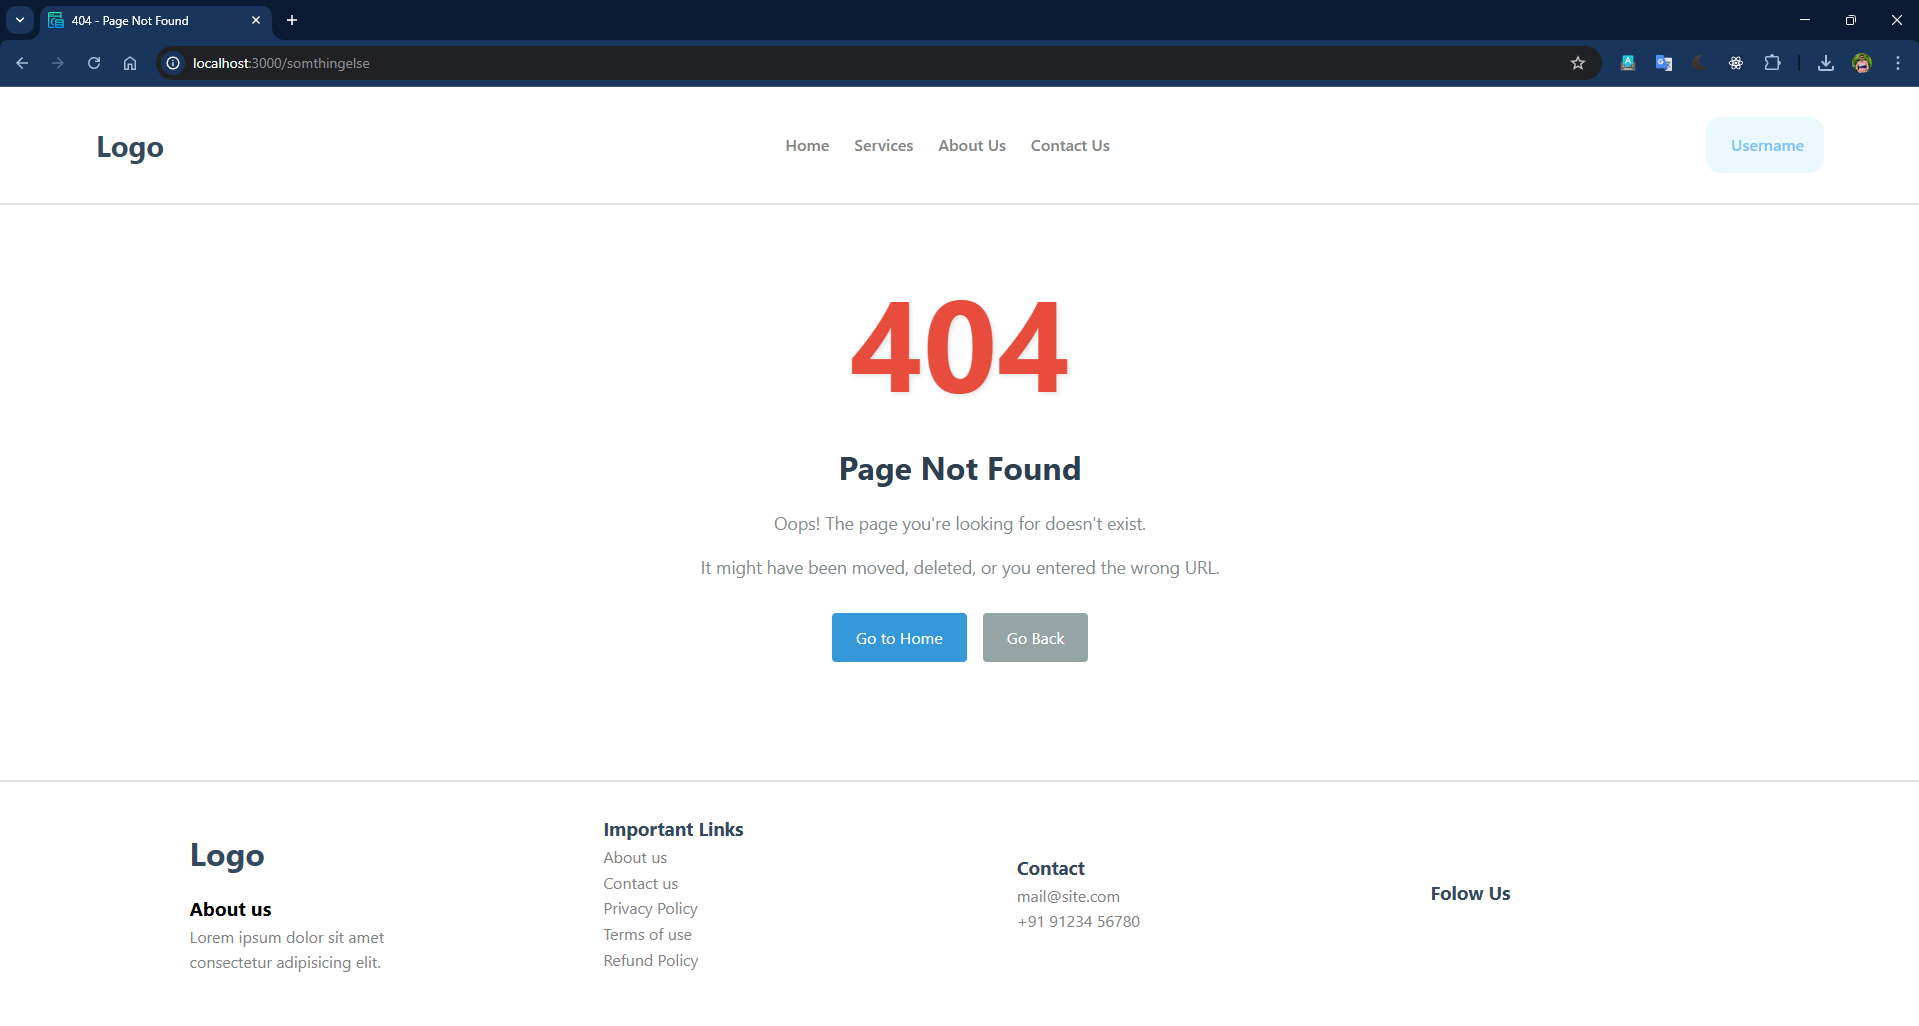 404 - Page Not Found
localhost:3000/somthingelse
Logo
Home Services About Us Contact Us
Username
404
Page Not Found
Oops! The page you're looking for doesn't exist.
It might have been moved, deleted, or you entered the wrong URL.
Go to Home Go Back
Logo
About us
Lorem ipsum dolor sit amet
consectetur adipisicing elit.
Important Links
About us
Contact us
Privacy Policy
Terms of use
Refund Policy
Contact
mail@site.com
+91 91234 56780
Folow Us